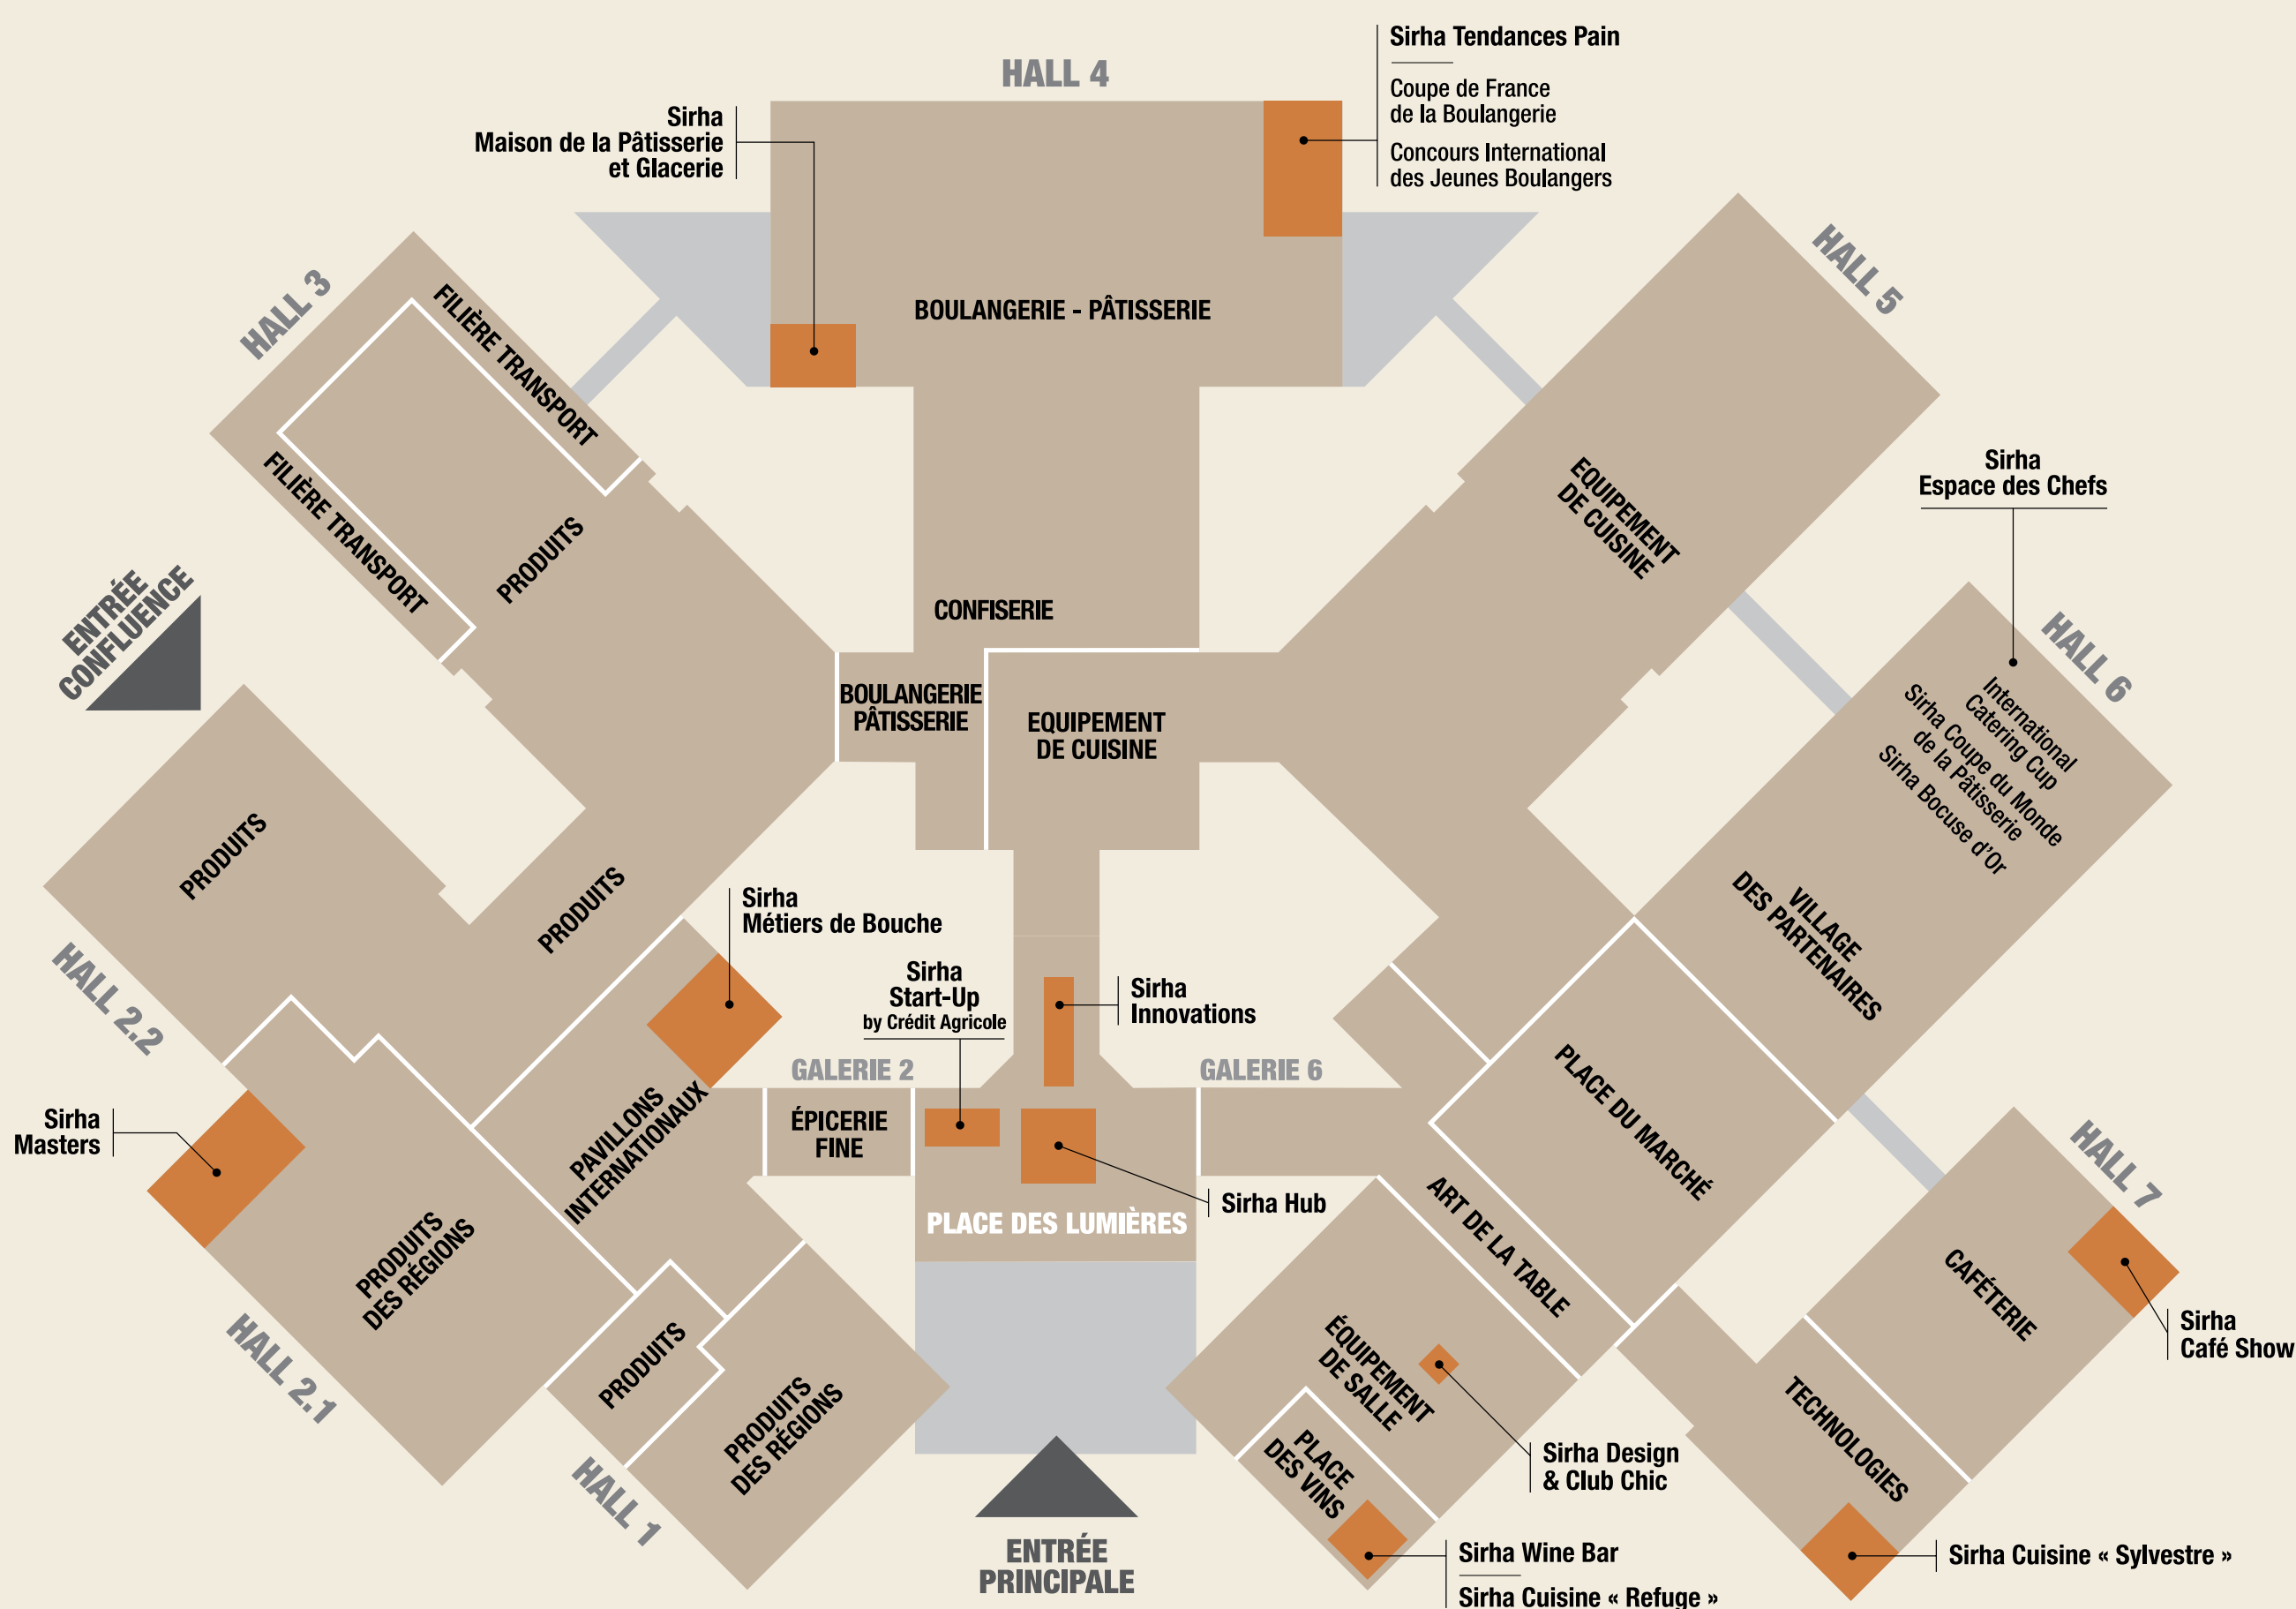 HALL 4
Sirha Tendances Pain
Coupe de France
de la Boulangerie
Concours International
des Jeunes Boulangers
Sirha
Maison de la Pâtisserie
et Glacerie
BOULANGERIE - PÂTISSERIE
HALL 3
FILIÈRE TRANSPORT
FILIÈRE TRANSPORT
PRODUITS
HALL 5
EQUIPEMENT
DE CUISINE
Sirha
Espace des Chefs
ENTRÉE
CONFLUENCE
CONFISERIE
BOULANGERIE
PÂTISSERIE
EQUIPEMENT
DE CUISINE
HALL 6
International
Catering Cup
Sirha Coupe du Monde
de la Pâtisserie
Sirha Bocuse d'Or
VILLAGE
DES PARTENAIRES
PRODUITS
HALL 2.2
PRODUITS
Sirha
Métiers de Bouche
Sirha
Start-Up
by Crédit Agricole
Sirha
Innovations
GALERIE 2
GALERIE 6
PLACE DU MARCHÉ
Sirha
Masters
PAVILLONS
INTERNATIONAUX
ÉPICERIE
FINE
Sirha Hub
PLACE DES LUMIÈRES
ART DE LA TABLE
HALL 7
CAFÉTERIE
Sirha
Café Show
PRODUITS
DES RÉGIONS
HALL 2.1
PRODUITS
PRODUITS
DES RÉGIONS
HALL 1
ÉQUIPEMENT
DE SALLE
PLACE
DES VINS
Sirha Design
& Club Chic
TECHNOLOGIES
ENTRÉE
PRINCIPALE
Sirha Wine Bar
Sirha Cuisine « Refuge »
Sirha Cuisine « Sylvestre »